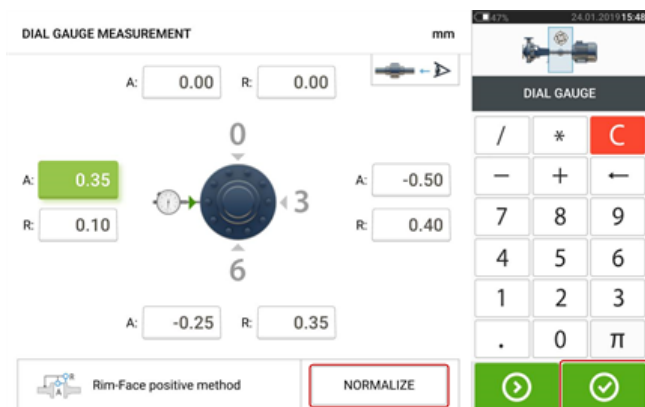 DIAL GAUGE MEASUREMENT
mm
A: 0.00 R: 0.00
0
A: 0.35
R: 0.10
3
A: -0.50
R: 0.40
6
A: -0.25 R: 0.35
R
A
Rim-Face positive method
NORMALIZE
47% 24.01.2019 15:48
DIAL GAUGE
/ * C
− + ←
7 8 9
4 5 6
1 2 3
. 0 π